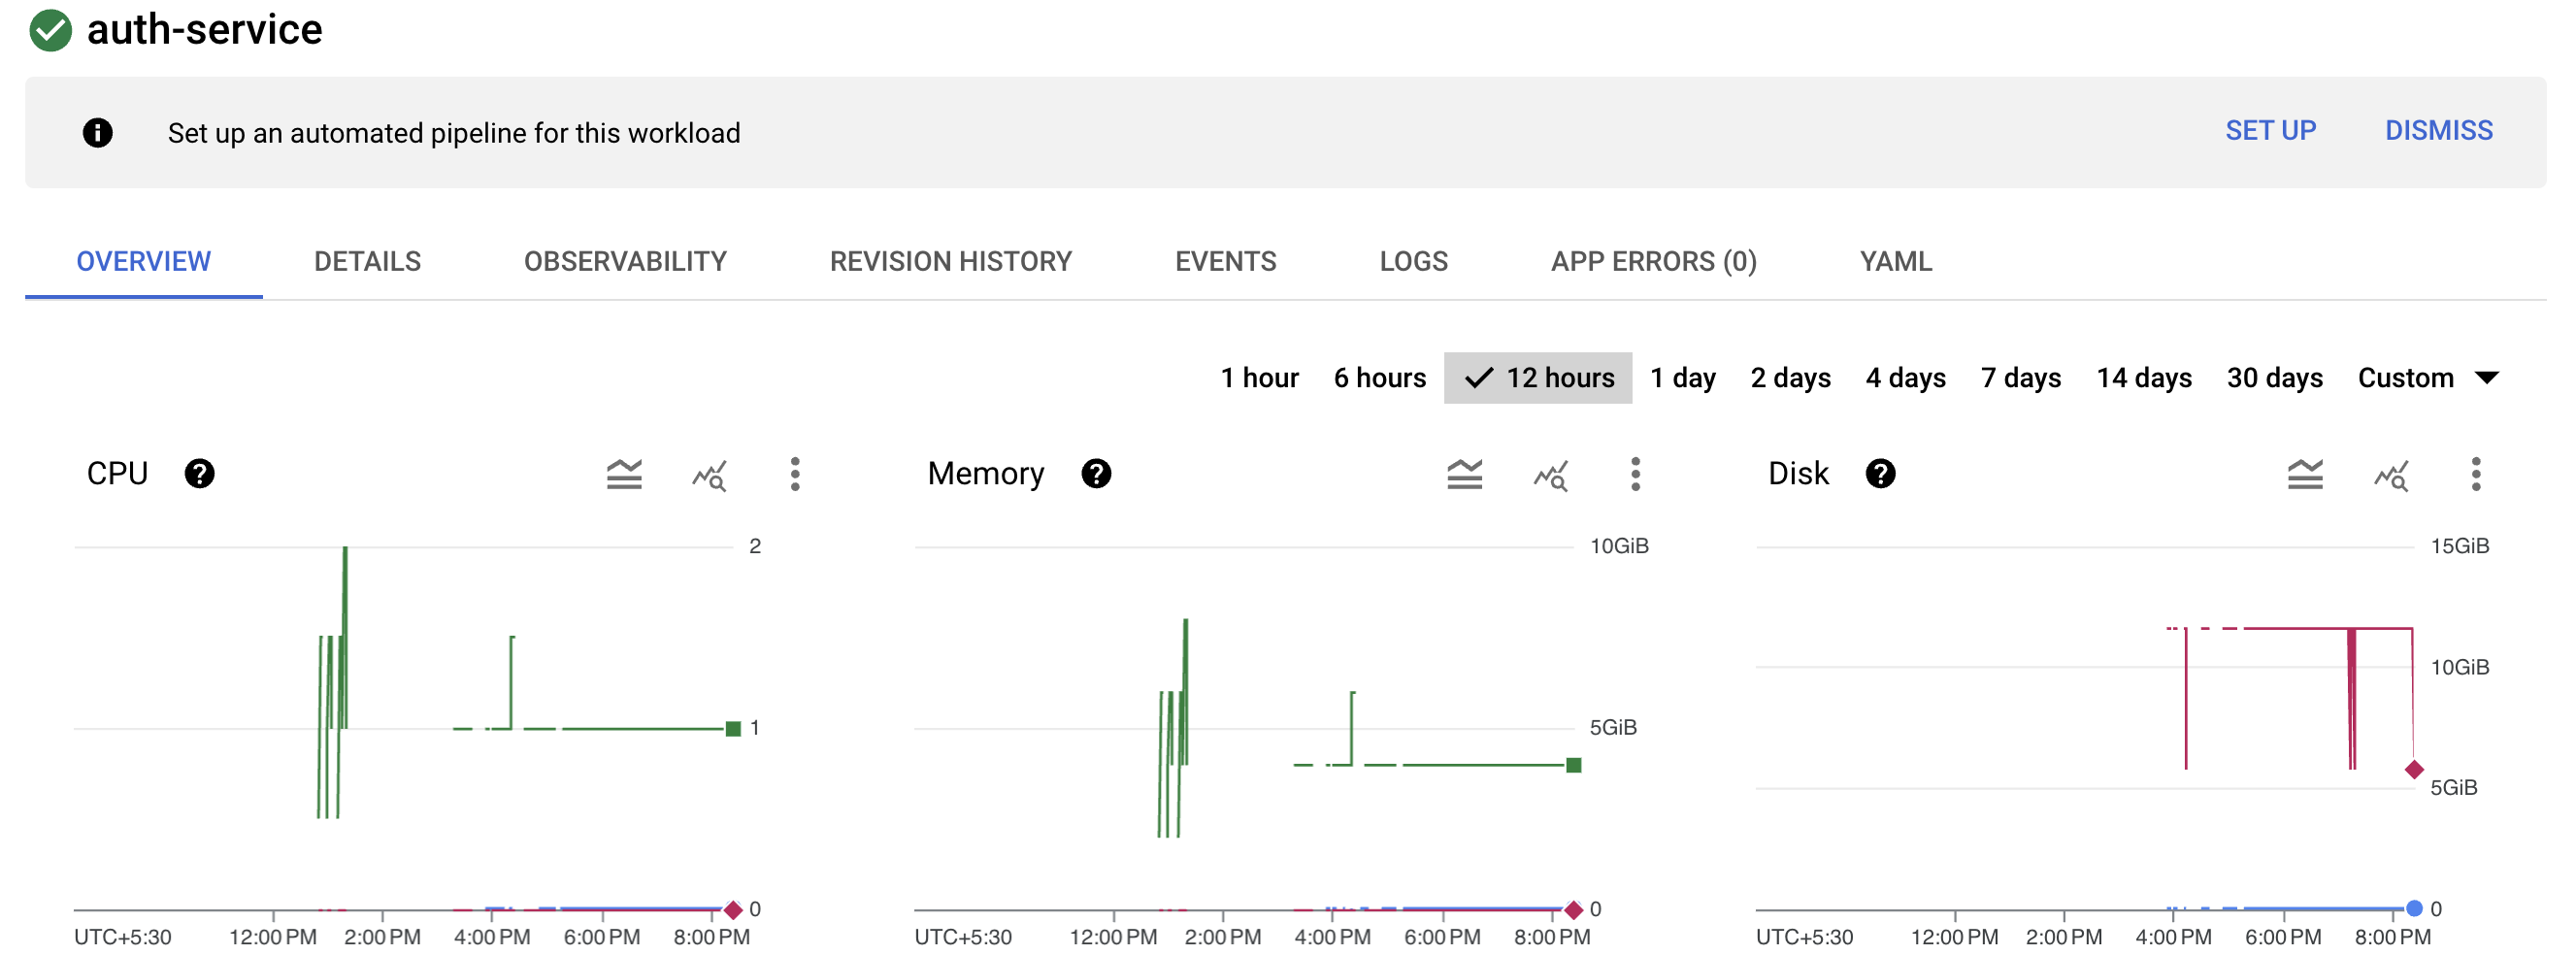 auth-service
Set up an automated pipeline for this workload
SET UP
DISMISS
OVERVIEW
DETAILS
OBSERVABILITY
REVISION HISTORY
EVENTS
LOGS
APP ERRORS (0)
YAML
1 hour
6 hours
12 hours
1 day
2 days
4 days
7 days
14 days
30 days
Custom
CPU
2
1
0
UTC+5:30
12:00 PM
2:00 PM
4:00 PM
6:00 PM
8:00 PM
Memory
10GiB
5GiB
0
UTC+5:30
12:00 PM
2:00 PM
4:00 PM
6:00 PM
8:00 PM
Disk
15GiB
10GiB
5GiB
0
UTC+5:30
12:00 PM
2:00 PM
4:00 PM
6:00 PM
8:00 PM